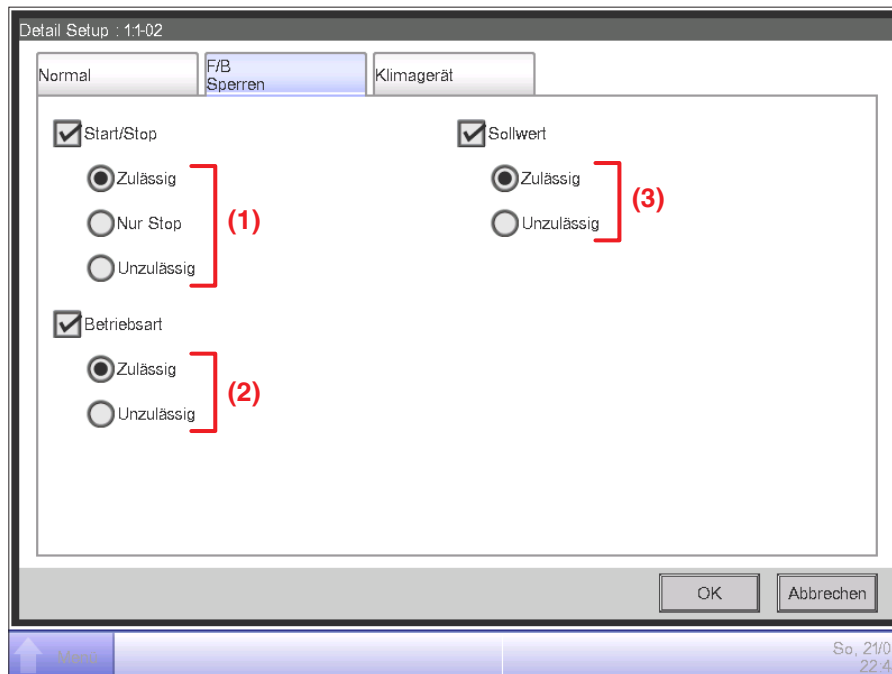 Detail Setup : 1:1-02
Normal
F/B
Sperren
Klimagerät
Start/Stop
Zulässig
Nur Stop
Unzulässig
(1)
Betriebsart
Zulässig
Unzulässig
(2)
Sollwert
Zulässig
Unzulässig
(3)
OK
Abbrechen
Menü
So, 21/0
22:4